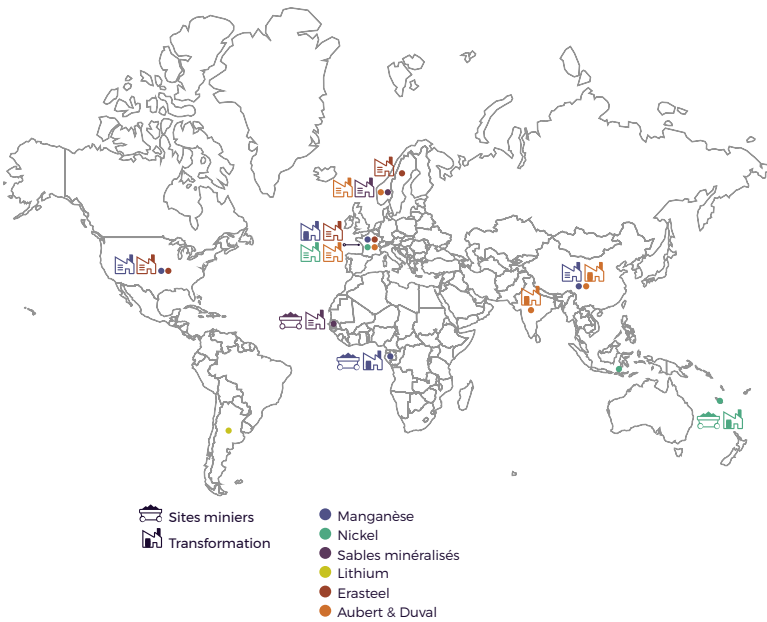 Sites miniers
Transformation
Manganèse
Nickel
Sables minéralisés
Lithium
Erasteel
Aubert & Duval